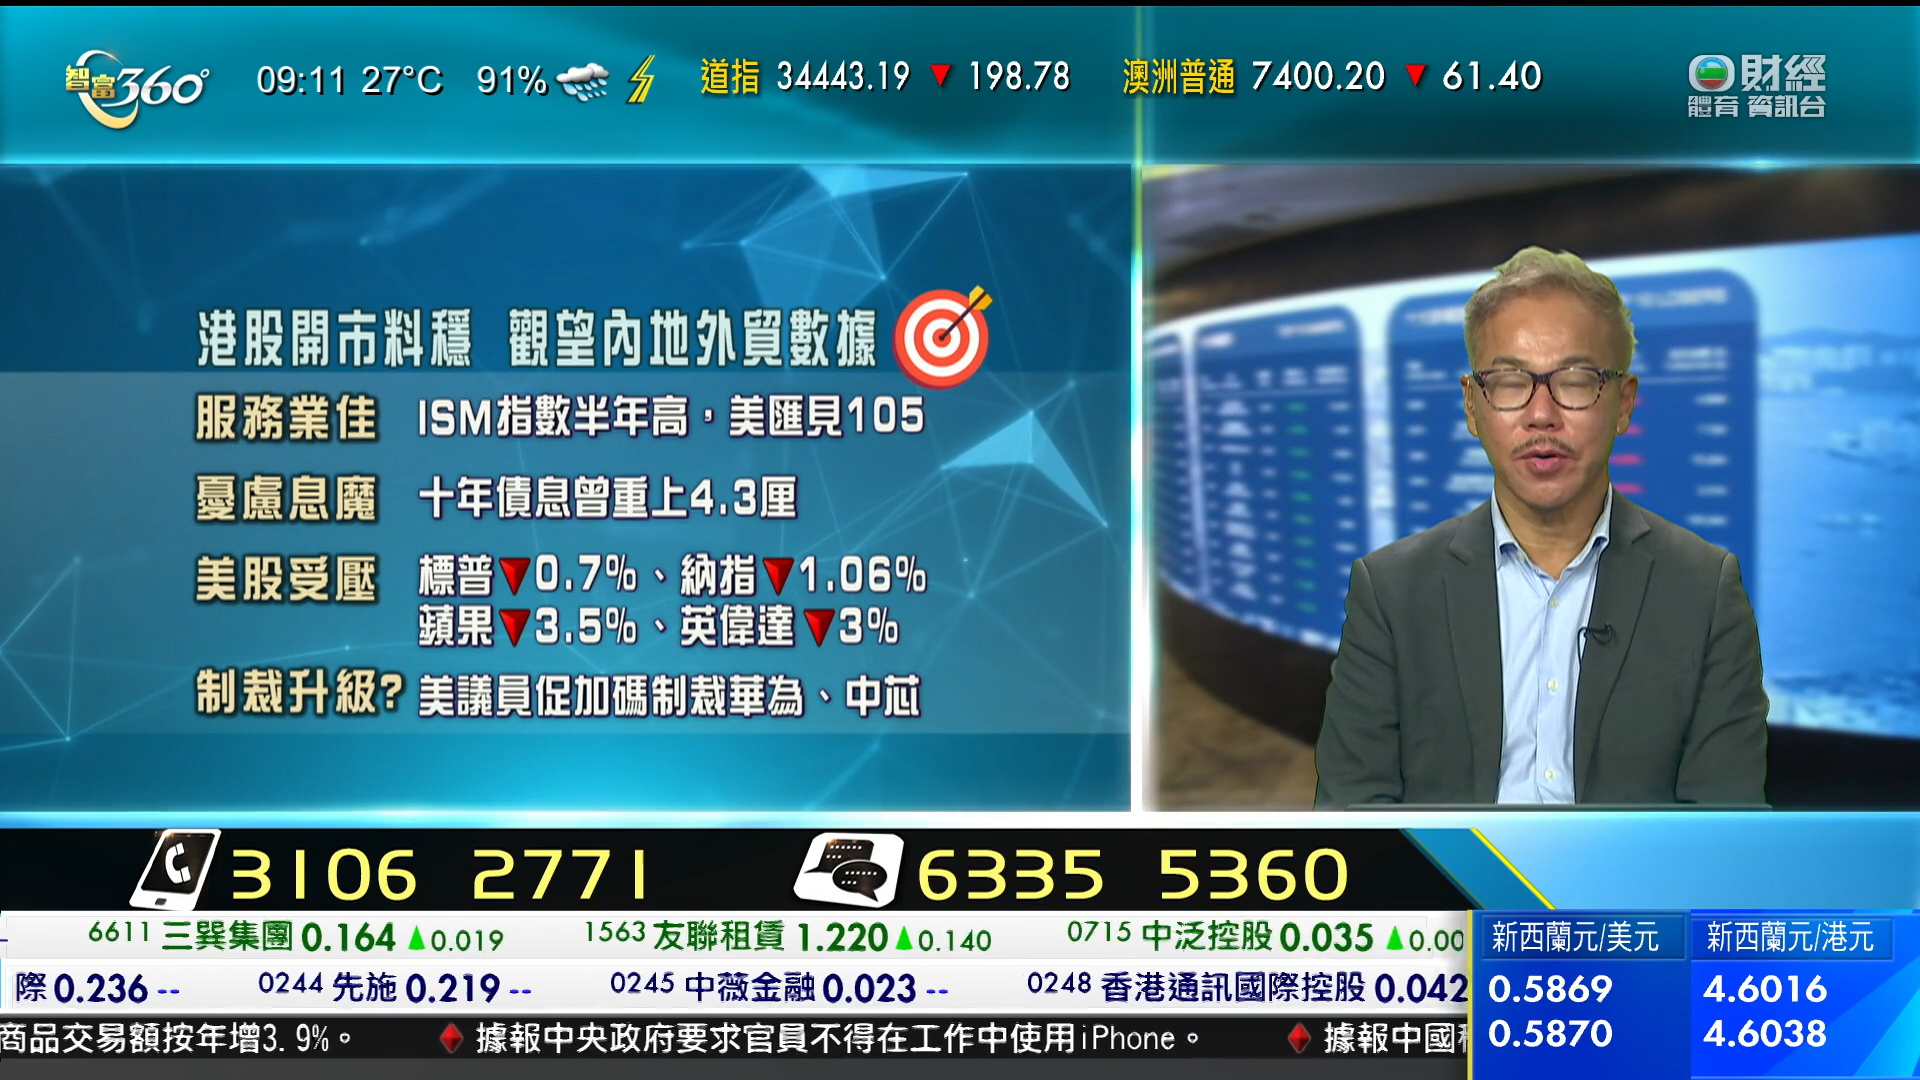 智富360° 09:11 27°C 91% 道指 34443.19 ▼ 198.78 澳洲普通 7400.20 ▼ 61.40 財經
體育 資訊台
港股開市料穩 觀望內地外貿數據
服務業佳 ISM指數半年高，美匯見105
憂慮息魔 十年債息曾重上4.3厘
美股受壓 標普▼0.7%、納指▼1.06%
蘋果▼3.5%、英偉達▼3%
制裁升級? 美議員促加碼制裁華為、中芯
3106 2771 6335 5360
6611 三巽集團 0.164 ▲0.019 1563 友聯租賃 1.220 ▲0.140 0715 中泛控股 0.035 ▲0.00
際 0.236 -- 0244 先施 0.219 -- 0245 中薇金融 0.023 -- 0248 香港通訊國際控股 0.042
商品交易額按年增3.9%。 ◆ 據報中央政府要求官員不得在工作中使用iPhone。 ◆ 據報中國
新西蘭元/美元 新西蘭元/港元
0.5869 4.6016
0.5870 4.6038